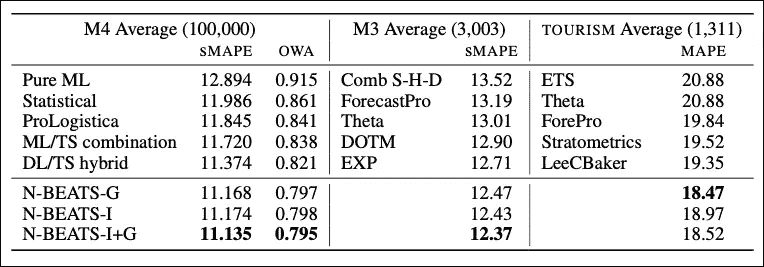 M4 Average (100,000) M3 Average (3,003) TOURISM Average (1,311)
SMAPE OWA SMAPE MAPE
Pure ML 12.894 0.915 Comb S-H-D 13.52 ETS 20.88
Statistical 11.986 0.861 ForecastPro 13.19 Theta 20.88
ProLogistica 11.845 0.841 Theta 13.01 ForePro 19.84
ML/TS combination 11.720 0.838 DOTM 12.90 Stratometrics 19.52
DL/TS hybrid 11.374 0.821 EXP 12.71 LeeCBaker 19.35
N-BEATS-G 11.168 0.797 12.47 18.47
N-BEATS-I 11.174 0.798 12.43 18.97
N-BEATS-I+G 11.135 0.795 12.37 18.52